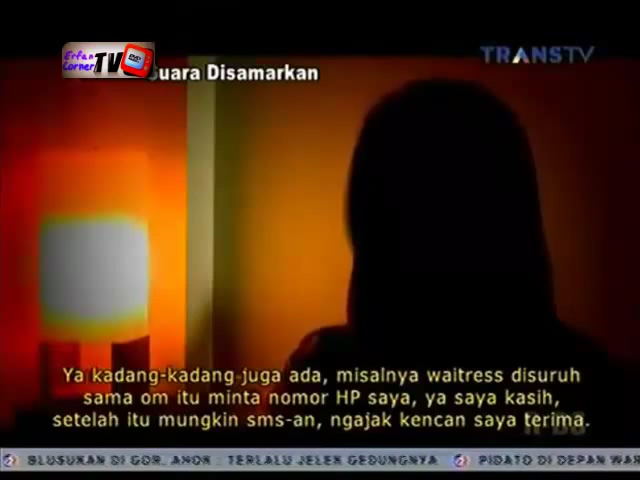 Erfan
Corner TV
TRANSTV
Suara Disamarkan
Ya kadang-kadang juga ada, misalnya waitress disuruh
sama om itu minta nomor HP saya, ya saya kasih,
setelah itu mungkin sms-an, ngajak kencan saya terima.
BLUSUKAN DI GOR, AHOK : TERLALU JELEK GEDUNGNYA PIDATO DI DEPAN WAR